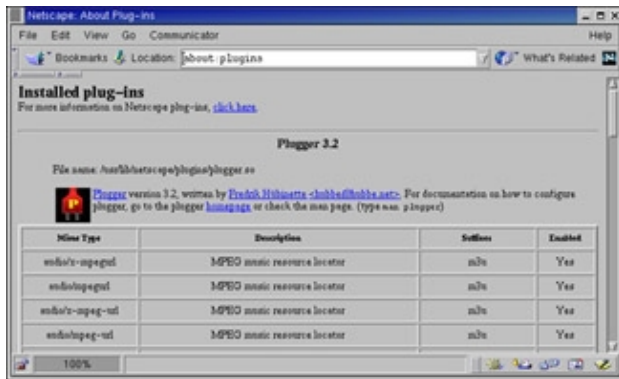 Netscape: About Plug-ins
File Edit View Go Communicator Help
Bookmarks Location: about:plugins What's Related N
Installed plug-ins
For more information on Netscape plug-ins, click here.
Plugger 3.2
File name: /usr/lib/netscape/plugins/plugger.so
Plugger version 3.2, written by Fredrik Hübinette <hubbe@hubbe.net>. For documentation on how to configure
plugger, go to the plugger homepage or check the man page. (type man plugger)
Mime Type Description Suffixes Enabled
audio/x-mpegurl MPEG music resource locator m3u Yes
audio/mpegurl MPEG music resource locator m3u Yes
audio/x-mpeg-url MPEG music resource locator m3u Yes
audio/mpeg-url MPEG music resource locator m3u Yes
100%